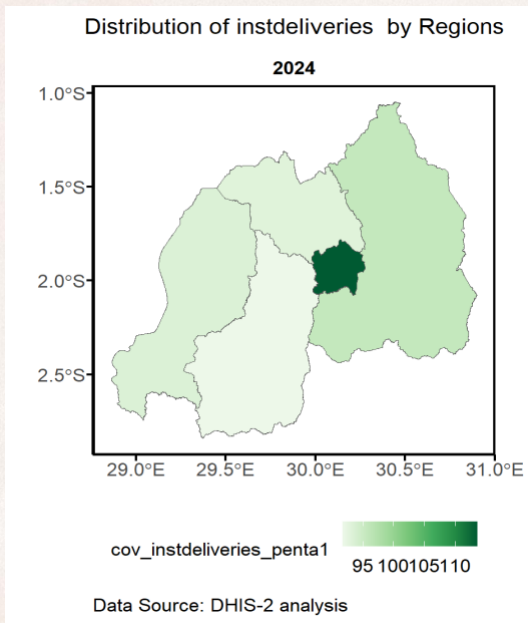 Distribution of instdeliveries by Regions
2024
1.0°S
1.5°S
2.0°S
2.5°S
29.0°E 29.5°E 30.0°E 30.5°E 31.0°E
cov_instdeliveries_penta1
95 100105110
Data Source: DHIS-2 analysis